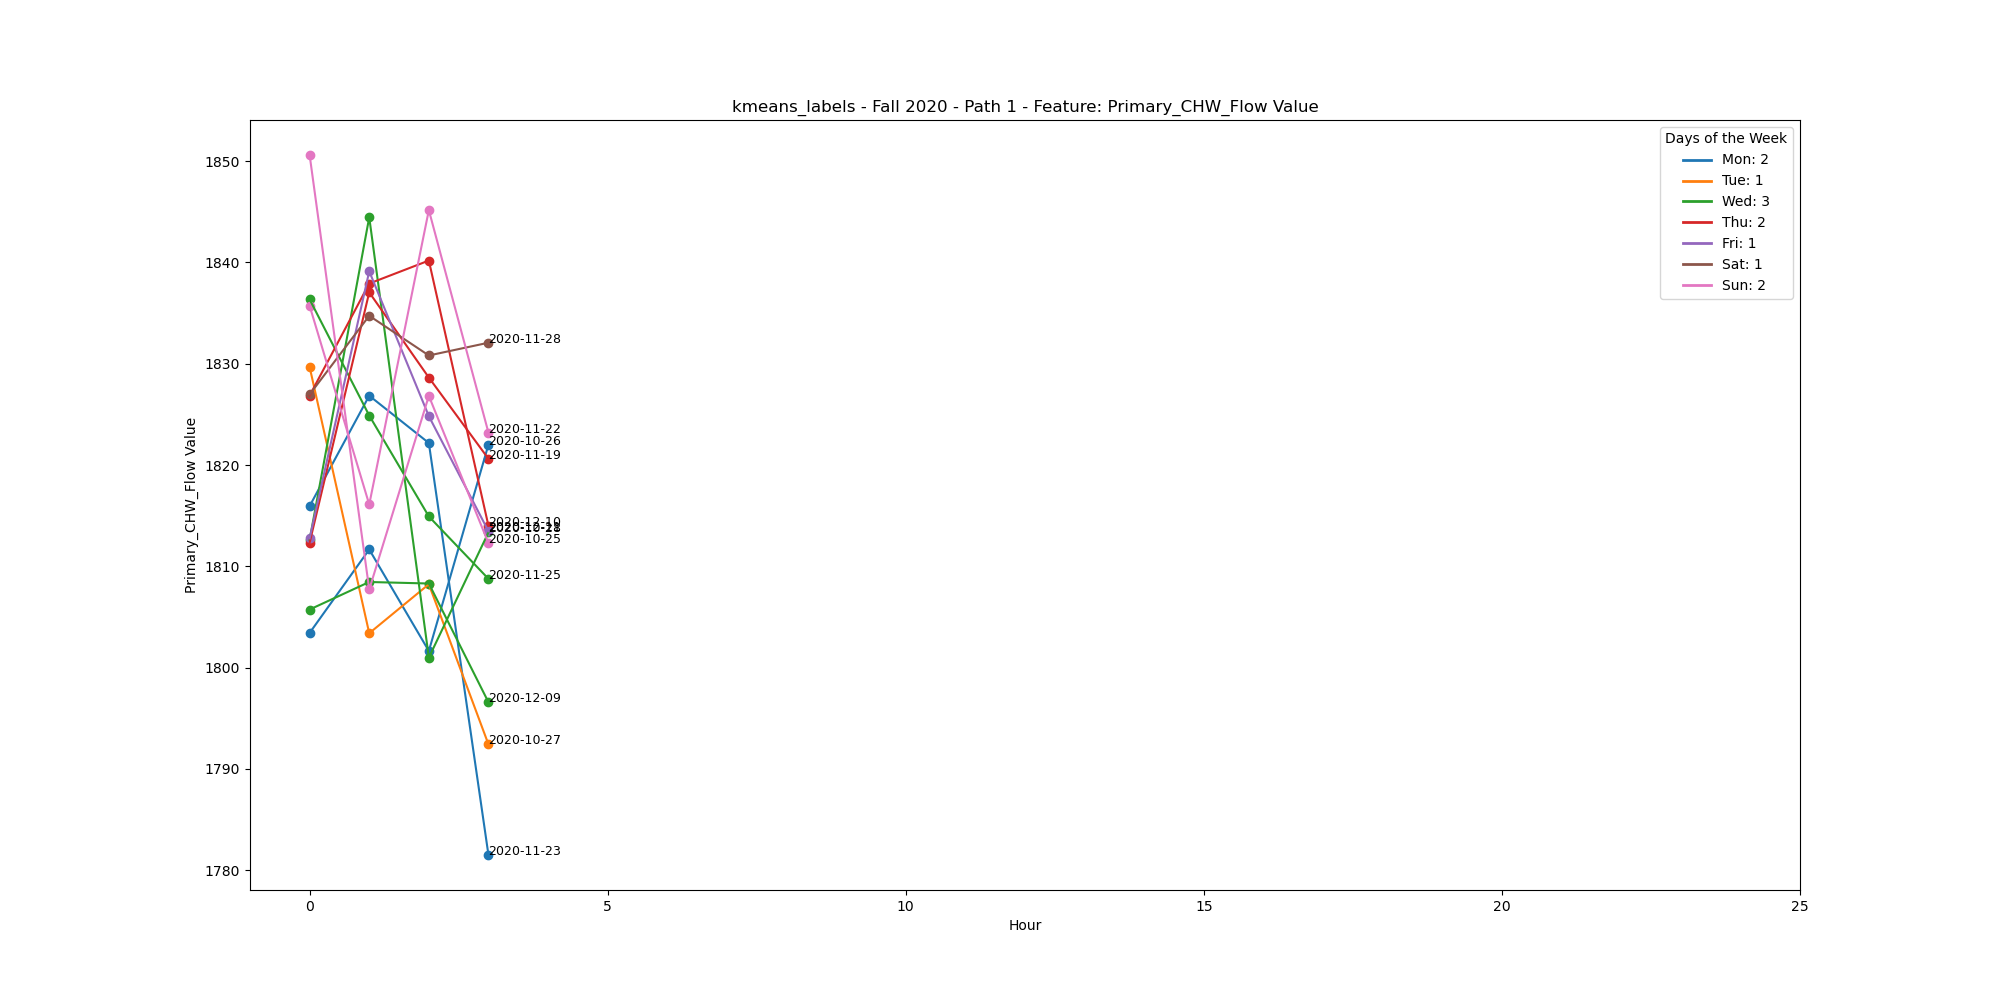 kmeans_labels - Fall 2020 - Path 1 - Feature: Primary_CHW_Flow Value
Days of the Week
Mon: 2
Tue: 1
Wed: 3
Thu: 2
Fri: 1
Sat: 1
Sun: 2
Primary_CHW_Flow Value
1850
1840
1830
1820
1810
1800
1790
1780
2020-11-28
2020-11-22
2020-10-26
2020-11-19
2020-12-10
2020-10-25
2020-11-25
2020-12-09
2020-10-27
2020-11-23
0
5
10
15
20
25
Hour